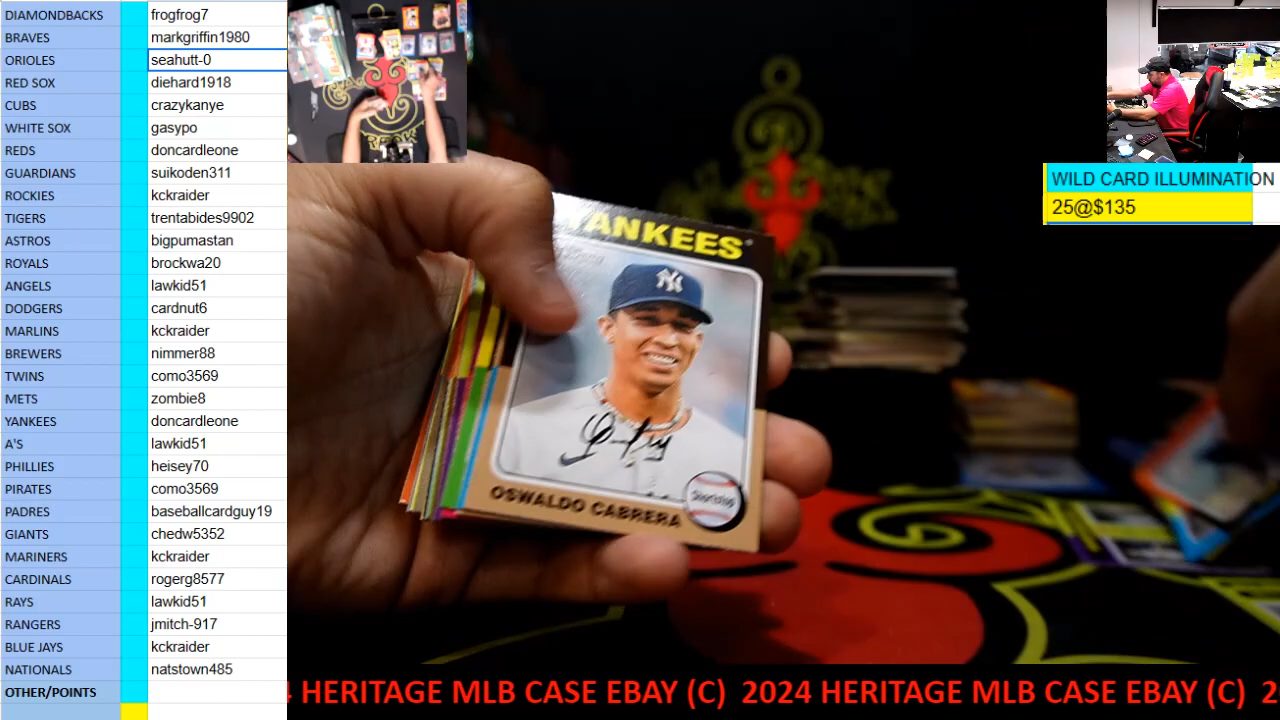 DIAMONDBACKS frogfrog7
BRAVES markgriffin1980
ORIOLES seahutt-0
RED SOX diehard1918
CUBS crazykanye
WHITE SOX gasypo
REDS doncardleone
GUARDIANS suikoden311
ROCKIES kckraider
TIGERS trentabides9902
ASTROS bigpumastan
ROYALS brockwa20
ANGELS lawkid51
DODGERS cardnut6
MARLINS kckraider
BREWERS nimmer88
TWINS como3569
METS zombie8
YANKEES doncardleone
A'S lawkid51
PHILLIES heisey70
PIRATES como3569
PADRES baseballcardguy19
GIANTS chedw5352
MARINERS kckraider
CARDINALS rogerg8577
RAYS lawkid51
RANGERS jmitch-917
BLUE JAYS kckraider
NATIONALS natstown485
OTHER/POINTS
WILD CARD ILLUMINATION
25@$135
YANKEES
NY
OSWALDO CABRERA
4 HERITAGE MLB CASE EBAY (C) 2024 HERITAGE MLB CASE EBAY (C) 2